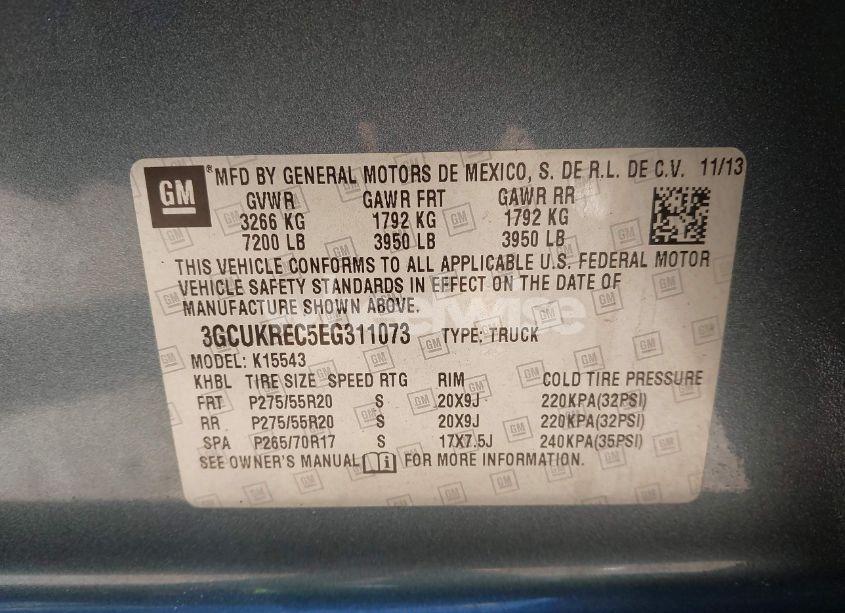 GM ® MFD BY GENERAL MOTORS DE MEXICO, S. DE R.L. DE C.V. 11/13
GVWR GAWR FRT GAWR RR
3266 KG 1792 KG 1792 KG
7200 LB 3950 LB 3950 LB
THIS VEHICLE CONFORMS TO ALL APPLICABLE U.S. FEDERAL MOTOR
VEHICLE SAFETY STANDARDS IN EFFECT ON THE DATE OF
MANUFACTURE SHOWN ABOVE.
3GCUKREC5EG311073 TYPE: TRUCK
MODEL: K15543
KHBL TIRE SIZE SPEED RTG RIM COLD TIRE PRESSURE
FRT P275/55R20 S 20X9J 220KPA(32PSI)
RR P275/55R20 S 20X9J 220KPA(32PSI)
SPA P265/70R17 S 17X7.5J 240KPA(35PSI)
SEE OWNER'S MANUAL FOR MORE INFORMATION.